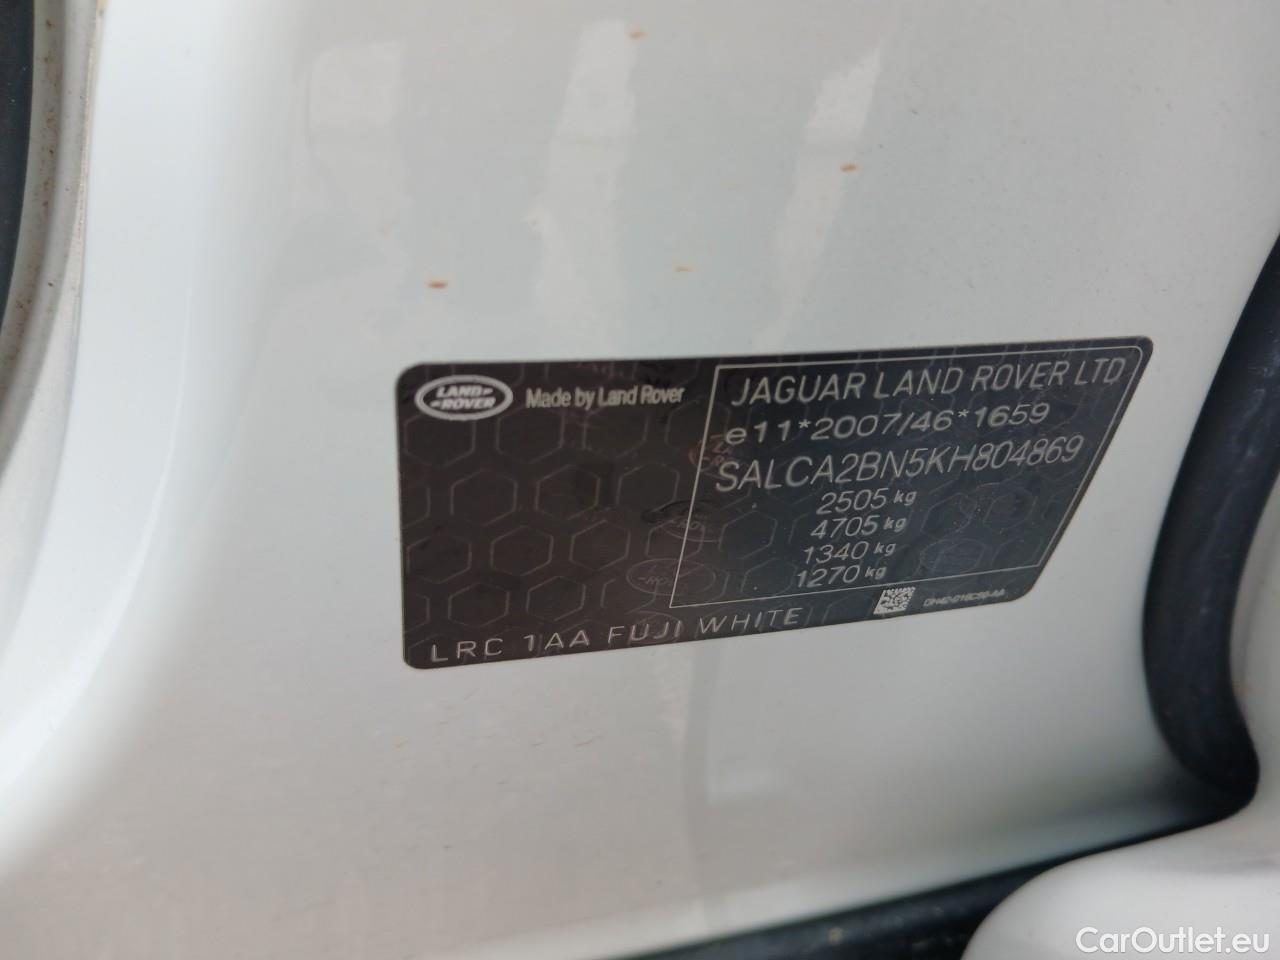 LAND-
-ROVER
Made by Land Rover
JAGUAR LAND ROVER LTD
e11*2007/46*1659
SALCA2BN5KH804869
2505 kg
4705 kg
1340 kg
1270 kg
LRC 1AA FUJI WHITE
CarOutlet.eu